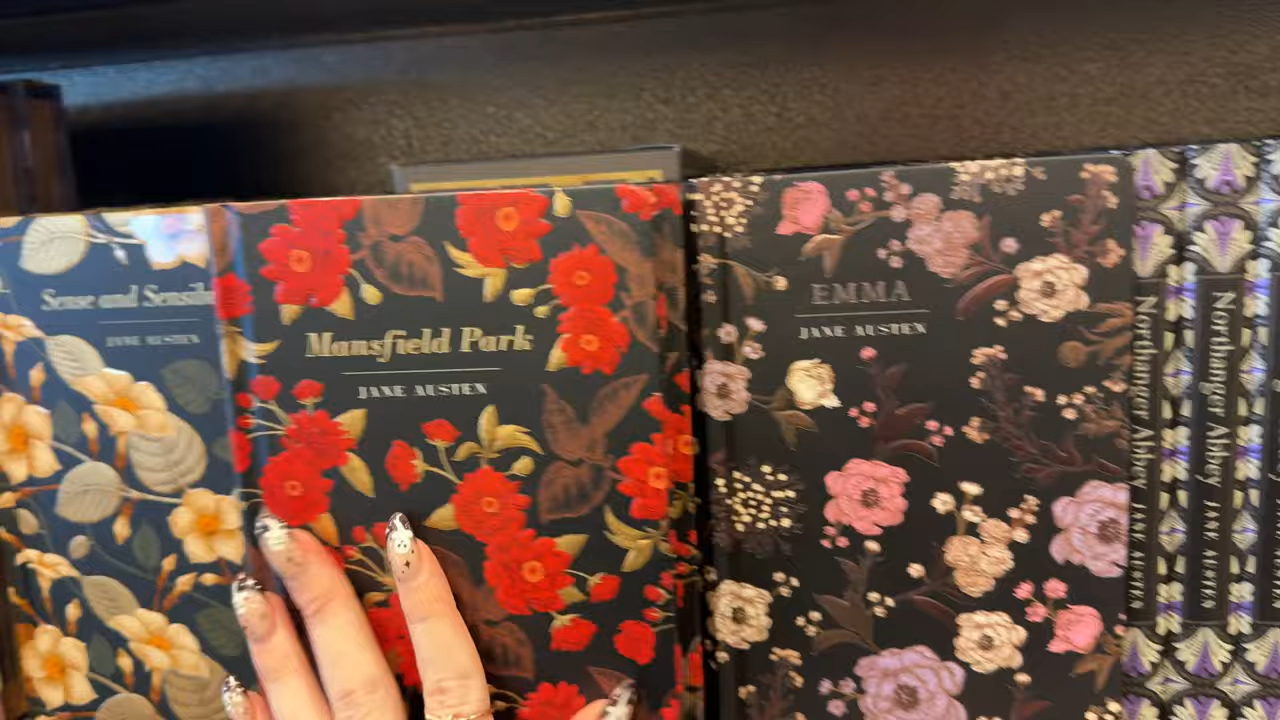 Sense and Sensibi
JANE AUSTEN
Mansfield Park
JANE AUSTEN
EMMA
JANE AUSTEN
Northanger Abbey JANE AUSTEN
Northanger Abbey JANE AUSTEN